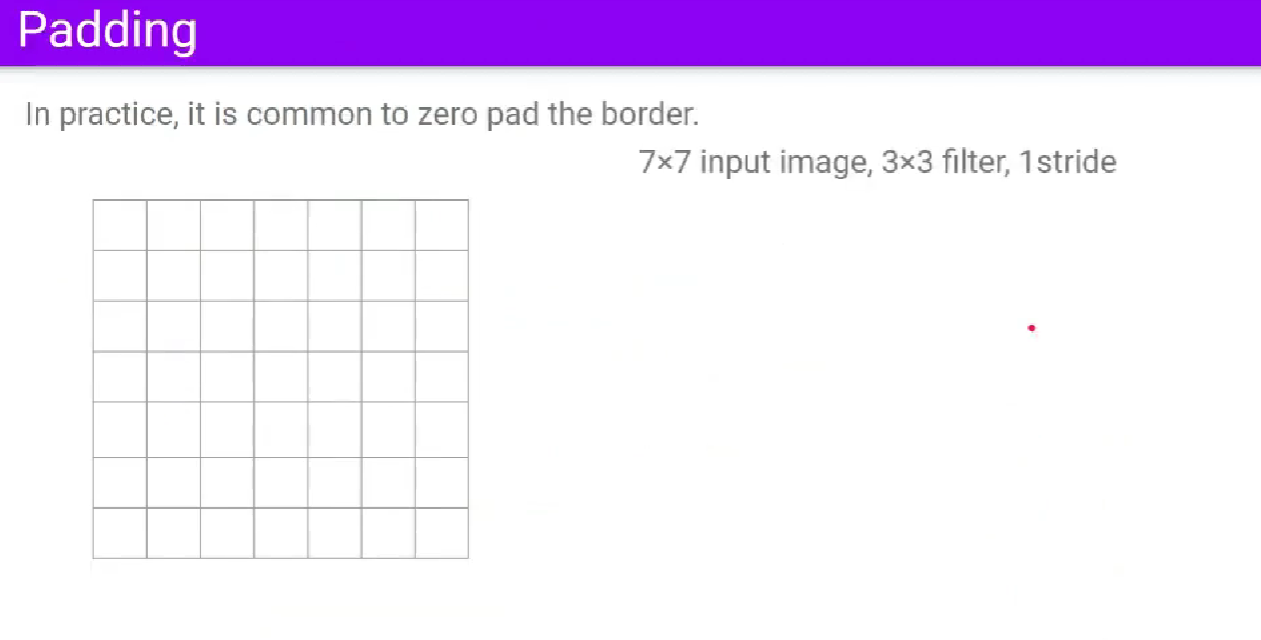 Padding
In practice, it is common to zero pad the border.
7×7 input image, 3×3 filter, 1stride